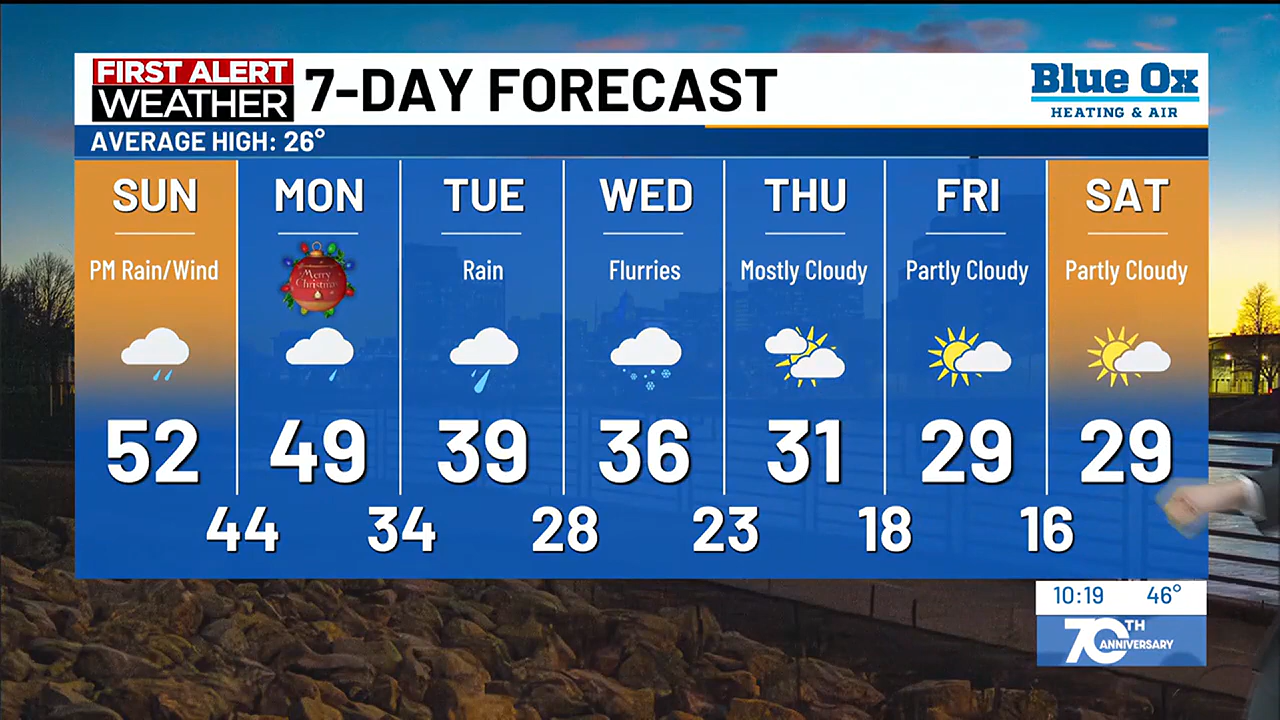 FIRST ALERT
WEATHER
7-DAY FORECAST
Blue Ox
HEATING & AIR
AVERAGE HIGH: 26°
SUN MON TUE WED THU FRI SAT
PM Rain/Wind
Merry
Christmas
Rain
Flurries
Mostly Cloudy
Partly Cloudy
Partly Cloudy
52 49 39 36 31 29 29
44 34 28 23 18 16
10:19 46°
70TH
ANNIVERSARY